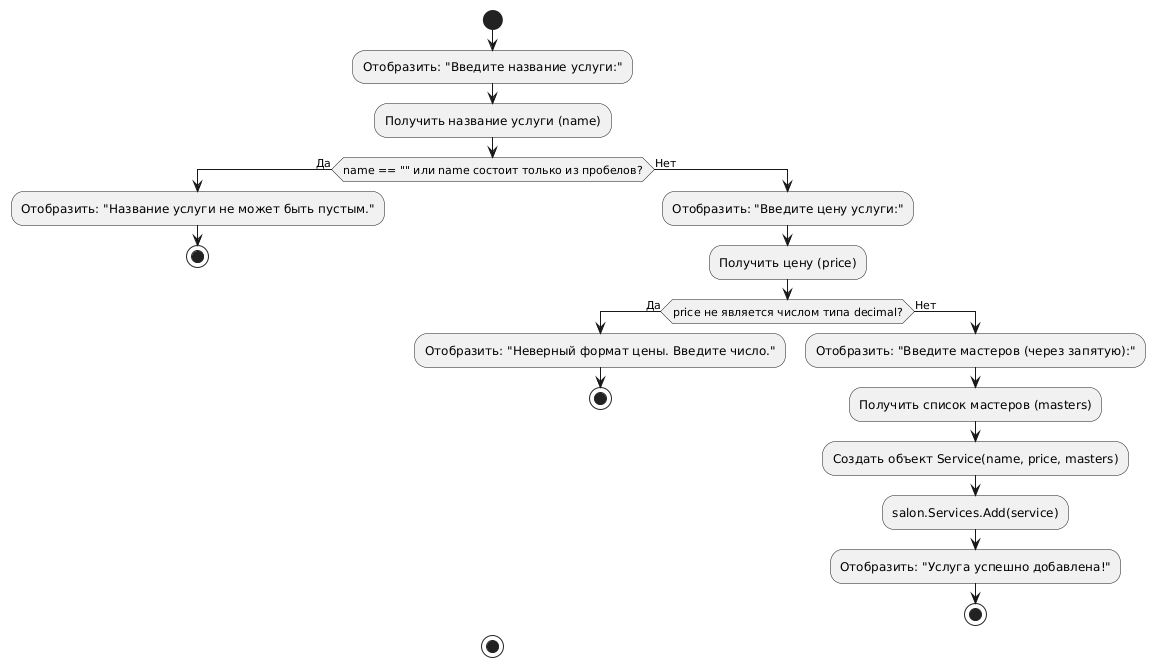 Отобразить: "Введите название услуги:"
Получить название услуги (name)
Да
name == "" или name состоит только из пробелов?
Нет
Отобразить: "Название услуги не может быть пустым."
Отобразить: "Введите цену услуги:"
Получить цену (price)
Да
price не является числом типа decimal?
Нет
Отобразить: "Неверный формат цены. Введите число."
Отобразить: "Введите мастеров (через запятую):"
Получить список мастеров (masters)
Создать объект Service(name, price, masters)
salon.Services.Add(service)
Отобразить: "Услуга успешно добавлена!"